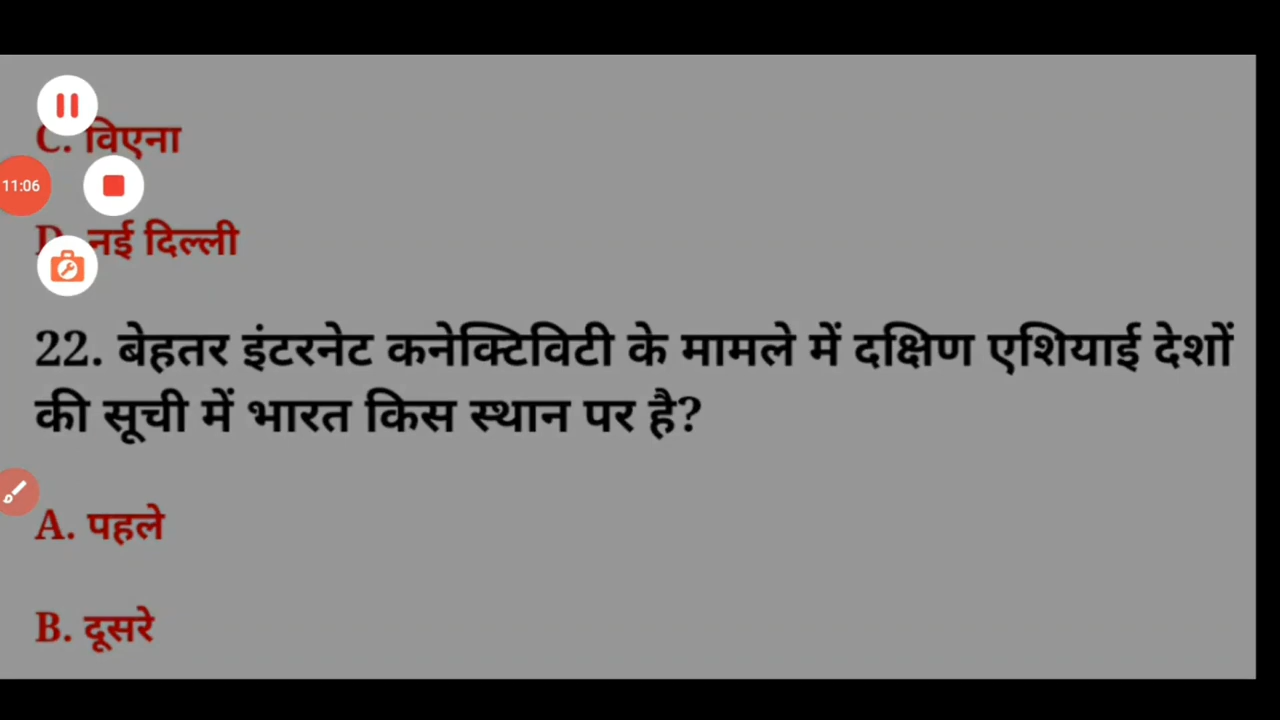 C. विएना
11:06
D. नई दिल्ली
22. बेहतर इंटरनेट कनेक्टिविटी के मामले में दक्षिण एशियाई देशों
की सूची में भारत किस स्थान पर है?
A. पहले
B. दूसरे